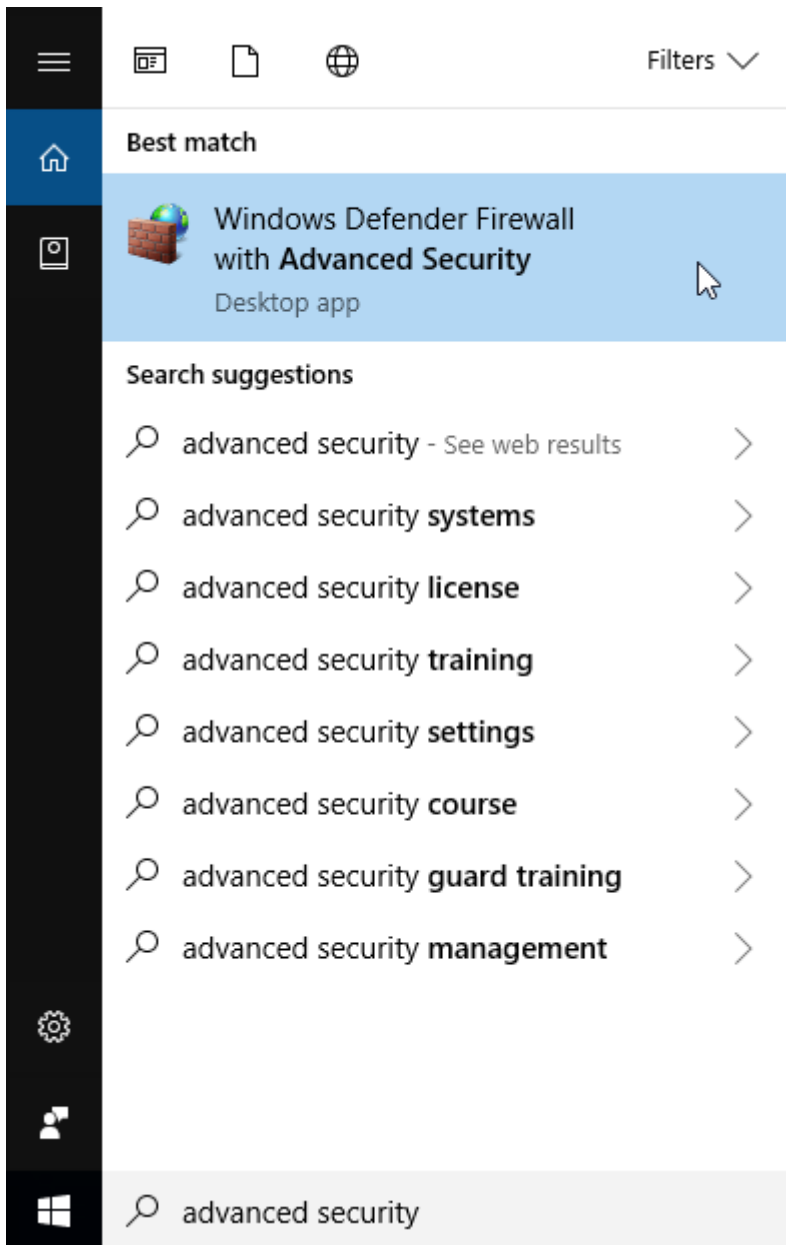 Filters
Best match
Windows Defender Firewall
with Advanced Security
Desktop app
Search suggestions
advanced security - See web results
advanced security systems
advanced security license
advanced security training
advanced security settings
advanced security course
advanced security guard training
advanced security management
advanced security